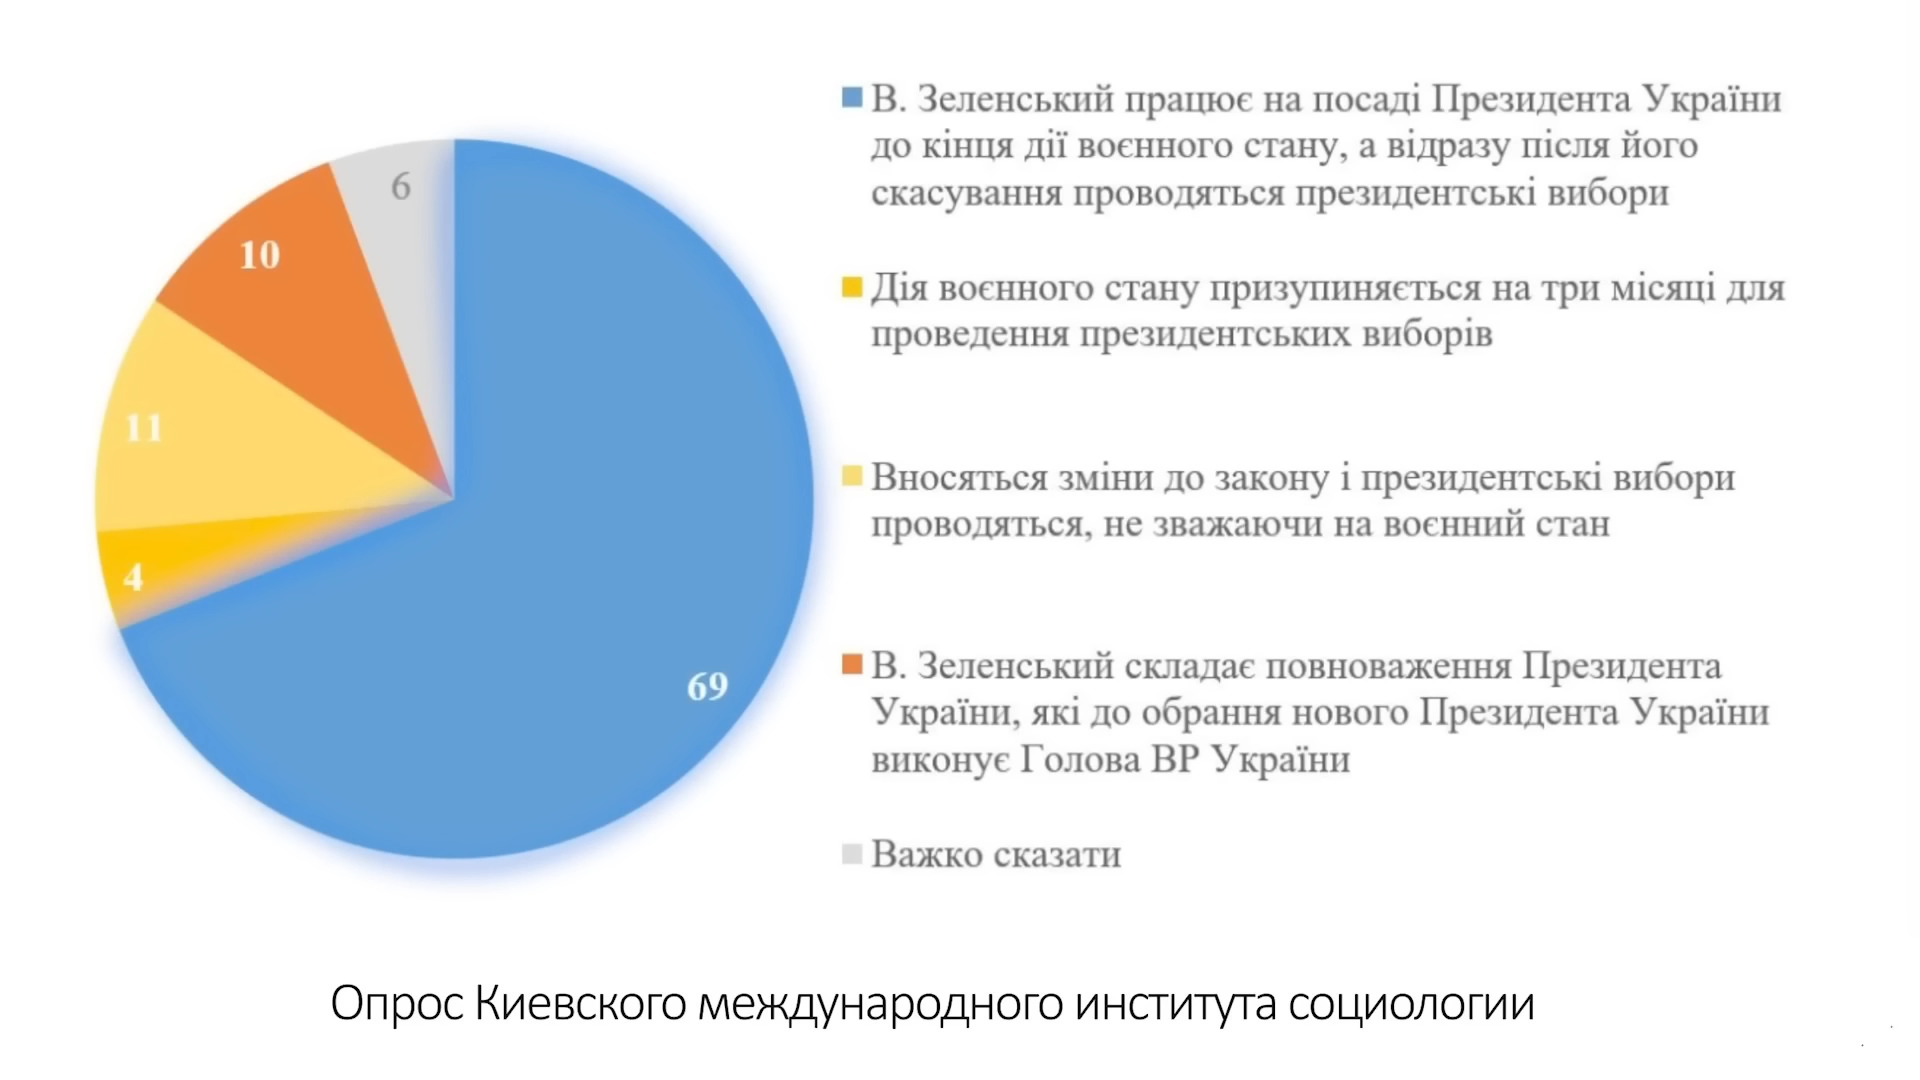 В. Зеленський працює на посаді Президента України
до кінця дії воєнного стану, а відразу після його
скасування проводяться президентські вибори
Дія воєнного стану призупиняється на три місяці для
проведення президентських виборів
Вносяться зміни до закону і президентські вибори
проводяться, не зважаючи на воєнний стан
В. Зеленський складає повноваження Президента
України, які до обрання нового Президента України
виконує Голова ВР України
Важко сказати
6
10
11
4
69
Опрос Киевского международного института социологии